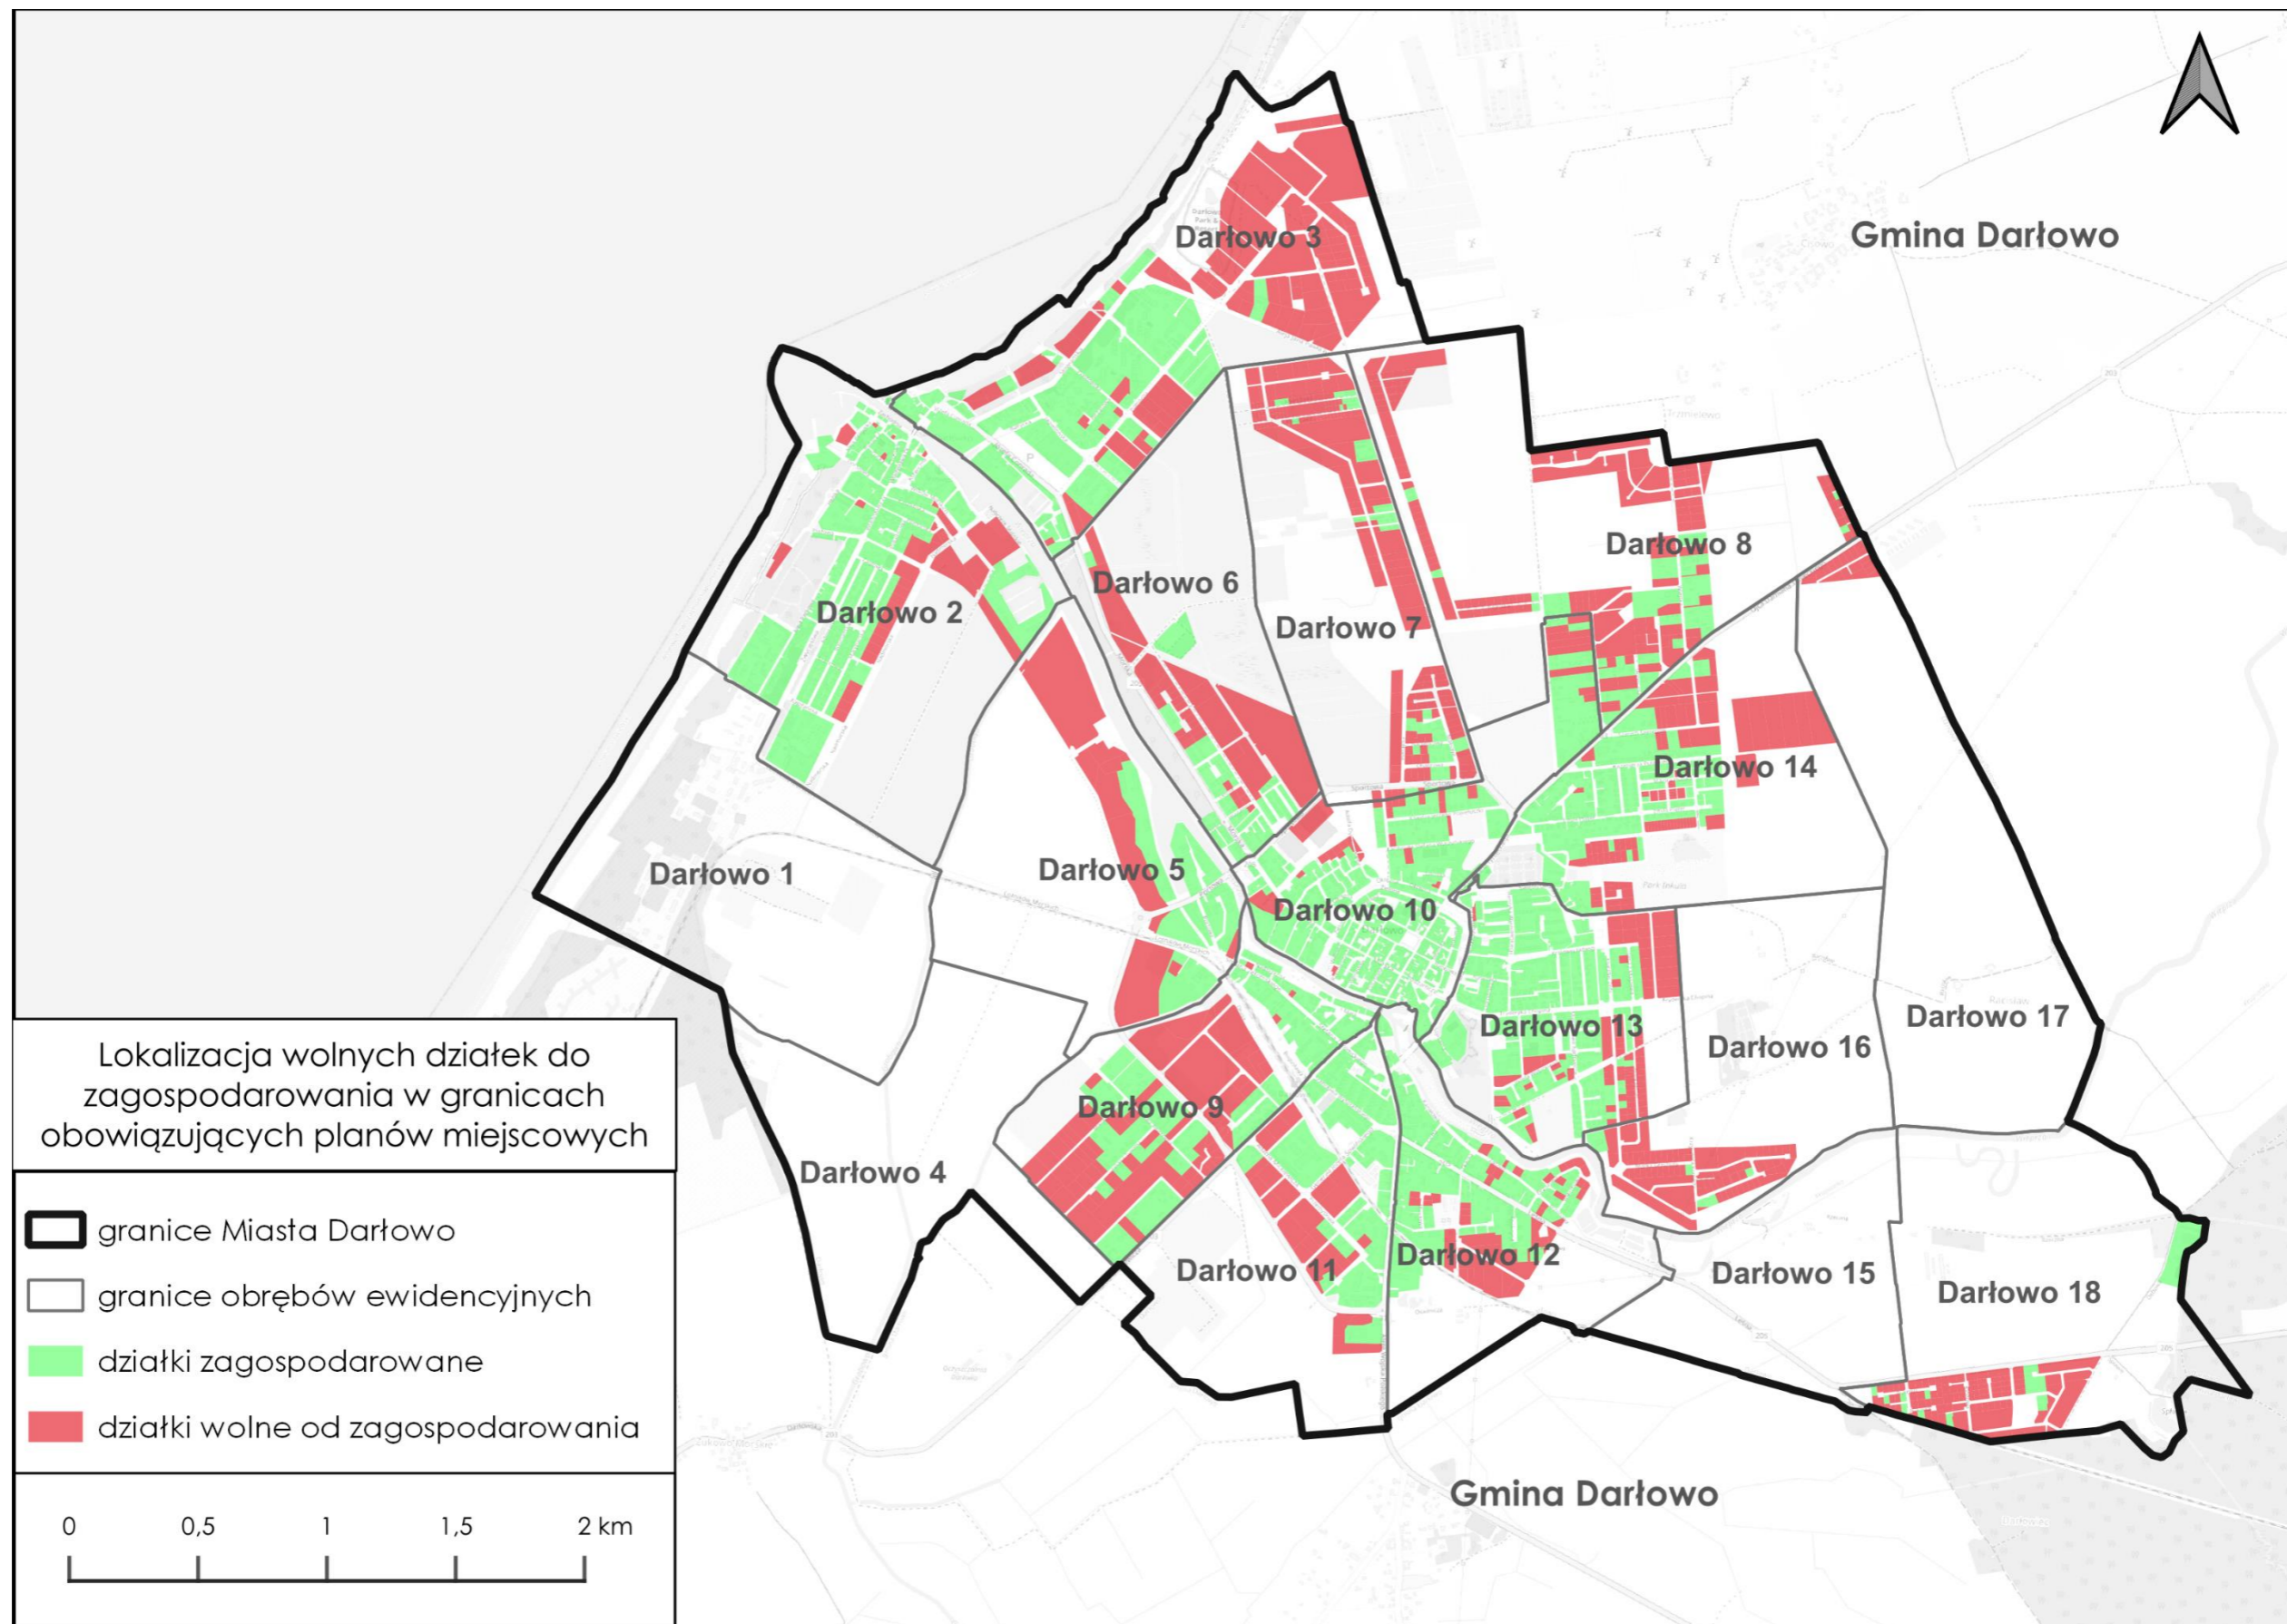 Gmina Darłowo
Darłowo 3
Darłowo 8
Darłowo 6
Darłowo 2
Darłowo 7
Darłowo 14
Darłowo 1
Darłowo 5
Darłowo 10
Darłowo 17
Darłowo 13
Darłowo 16
Darłowo 9
Darłowo 4
Darłowo 11
Darłowo 12
Darłowo 15
Darłowo 18
Gmina Darłowo
Lokalizacja wolnych działek do
zagospodarowania w granicach
obowiązujących planów miejscowych
granice Miasta Darłowo
granice obrębów ewidencyjnych
działki zagospodarowane
działki wolne od zagospodarowania
0 0,5 1 1,5 2 km
203
205
205
P